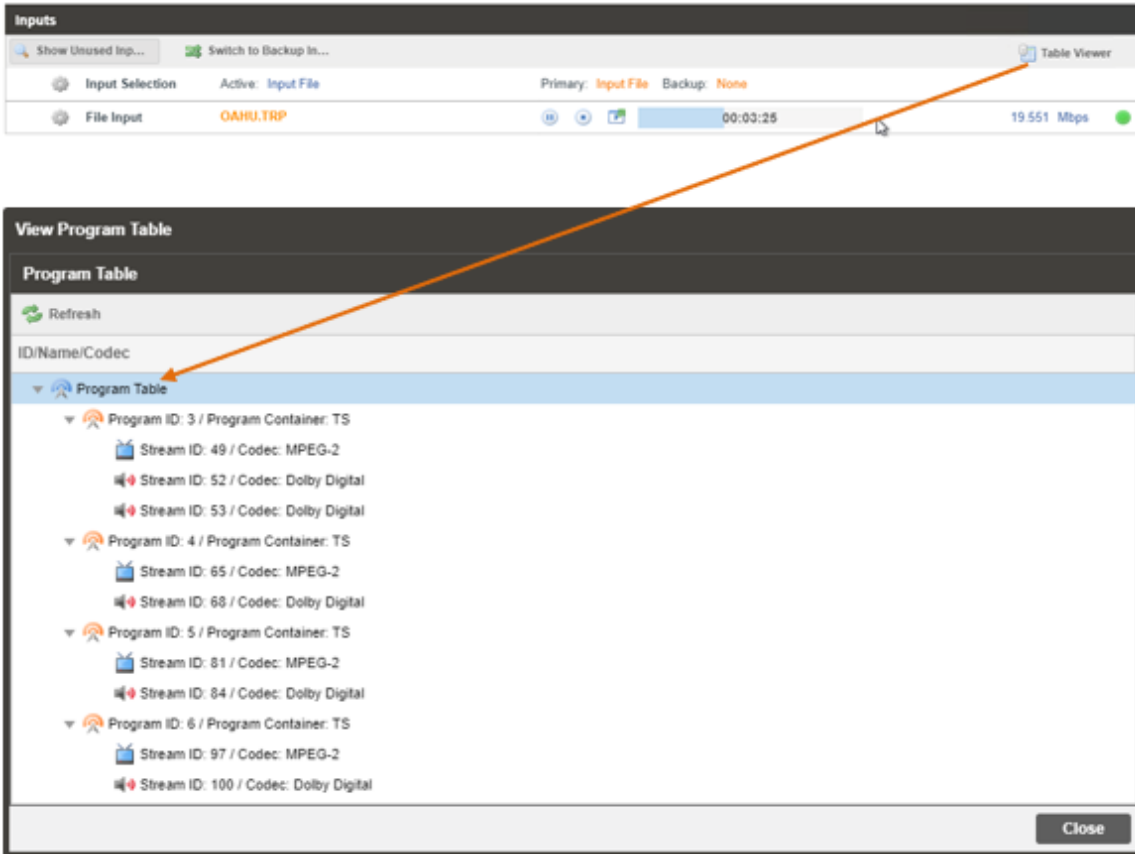 Inputs
Show Unused Inp... Switch to Backup In... Table Viewer
Input Selection Active: Input File Primary: Input File Backup: None
File Input OAHU.TRP 00:03:25 19.551 Mbps
View Program Table
Program Table
Refresh
ID/Name/Codec
Program Table
Program ID: 3 / Program Container: TS
Stream ID: 49 / Codec: MPEG-2
Stream ID: 52 / Codec: Dolby Digital
Stream ID: 53 / Codec: Dolby Digital
Program ID: 4 / Program Container: TS
Stream ID: 65 / Codec: MPEG-2
Stream ID: 68 / Codec: Dolby Digital
Program ID: 5 / Program Container: TS
Stream ID: 81 / Codec: MPEG-2
Stream ID: 84 / Codec: Dolby Digital
Program ID: 6 / Program Container: TS
Stream ID: 97 / Codec: MPEG-2
Stream ID: 100 / Codec: Dolby Digital
Close